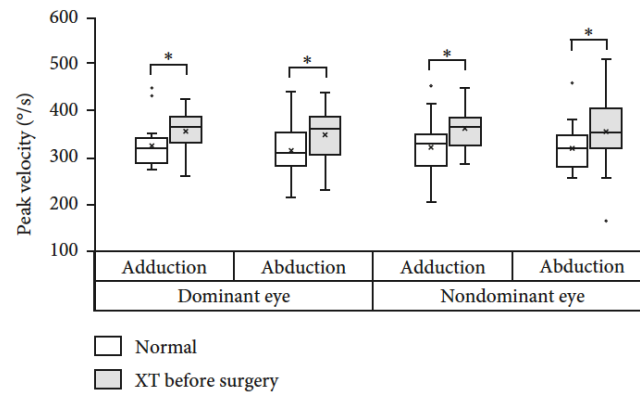 600
*
*
*
*
500
400
300
200
100
Peak velocity (°/s)
Adduction Abduction Adduction Abduction
Dominant eye Nondominant eye
Normal
XT before surgery